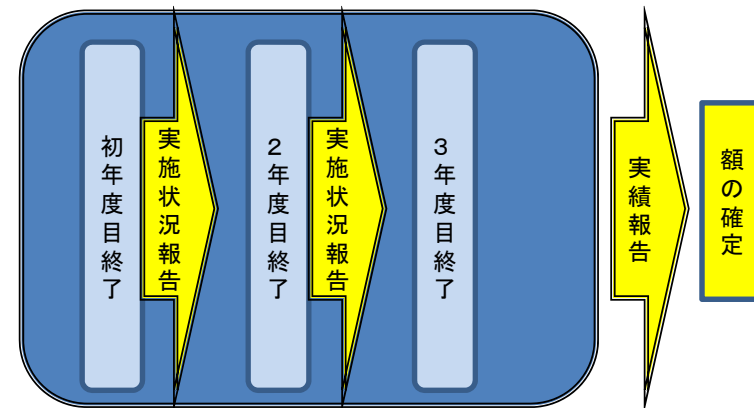 初年度目終了
実施状況報告
２年度目終了
実施状況報告
３年度目終了
実績報告
額の確定